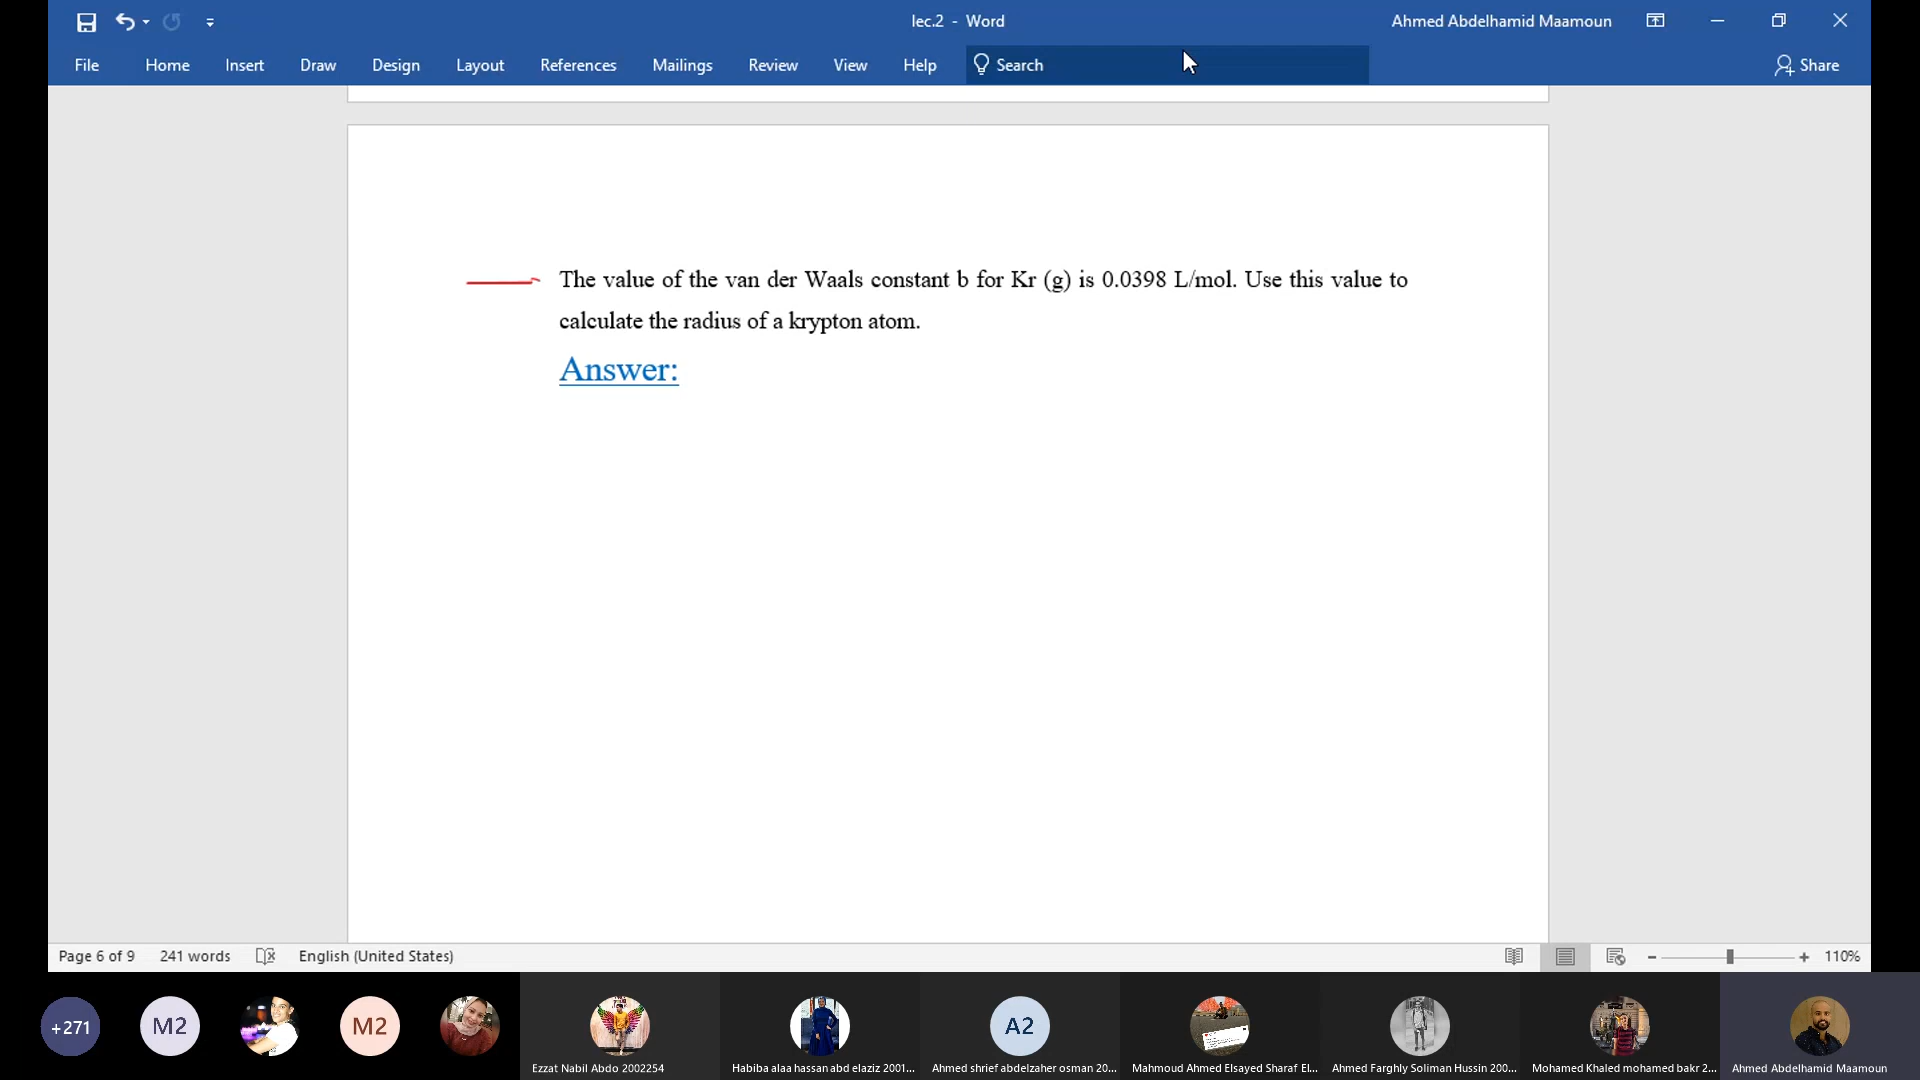 lec.2 - Word
Ahmed Abdelhamid Maamoun
File Home Insert Draw Design Layout References Mailings Review View Help Search Share
The value of the van der Waals constant b for Kr (g) is 0.0398 L/mol. Use this value to
calculate the radius of a krypton atom.
Answer:
Page 6 of 9 241 words English (United States) 110%
+271 M2 M2 A2
Ezzat Nabil Abdo 2002254 Habiba alaa hassan abd elaziz 2001... Ahmed shrief abdelzaher osman 20... Mahmoud Ahmed Elsayed Sharaf El... Ahmed Farghly Soliman Hussin 200... Mohamed Khaled mohamed bakr 2... Ahmed Abdelhamid Maamoun